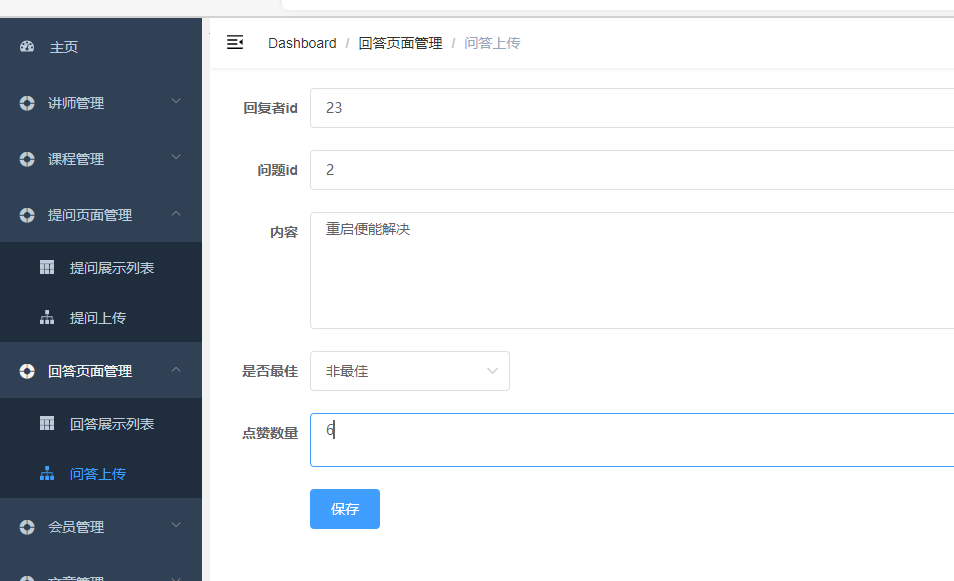 主页
讲师管理
课程管理
提问页面管理
提问展示列表
提问上传
回答页面管理
回答展示列表
问答上传
会员管理
文章管理
Dashboard / 回答页面管理 / 问答上传
回复者id 23
问题id 2
内容 重启便能解决
是否最佳 非最佳
点赞数量 6
保存